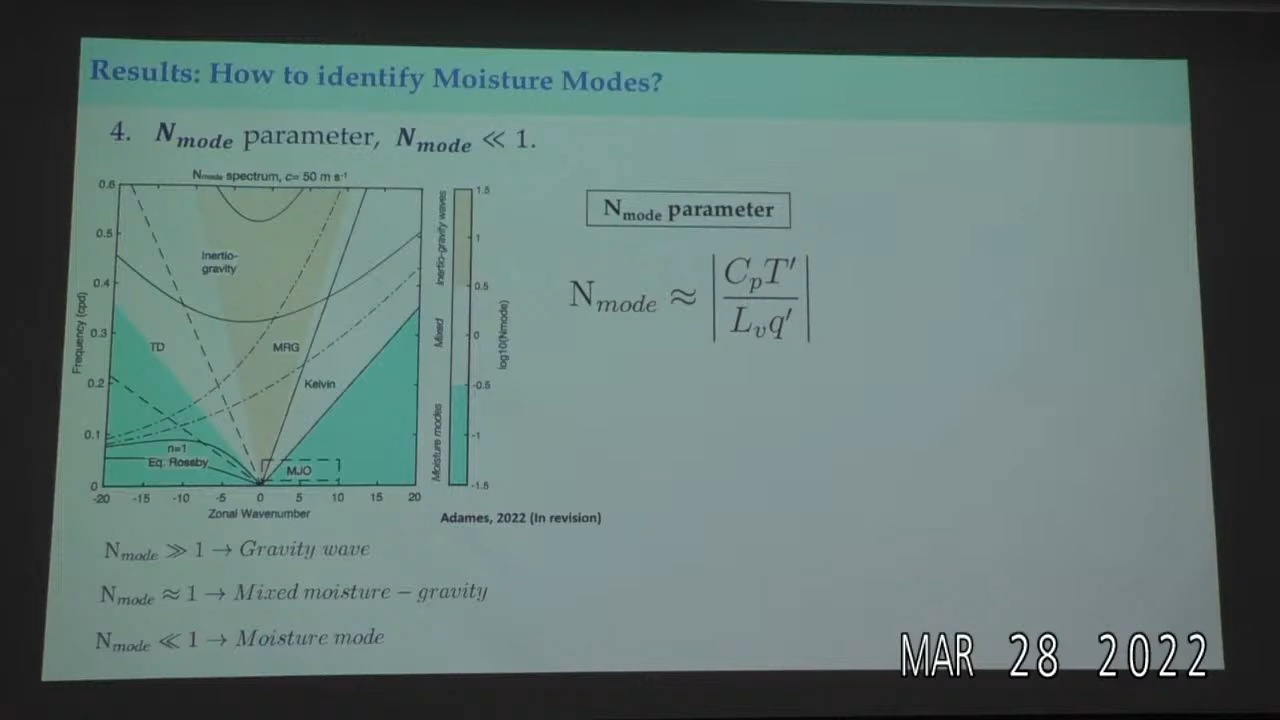 Results: How to identify Moisture Modes?
4. N_mode parameter, N_mode ≪ 1.
N_mode spectrum, c= 50 m s⁻¹
0.6
0.5
0.4
0.3
0.2
0.1
0
Frequency (cpd)
Inertio-
gravity
TD
MRG
Kelvin
n=1
Eq. Rossby
MJO
-20 -15 -10 -5 0 5 10 15 20
Zonal Wavenumber
Moisture modes Mixed Inertio-gravity waves
1.5
1
0.5
0
-0.5
-1
-1.5
log10(Nmode)
Adames, 2022 (In revision)
N_mode parameter
N_mode ≈ |C_pT′ / L_vq′|
N_mode ≫ 1 → Gravity wave
N_mode ≈ 1 → Mixed moisture − gravity
N_mode ≪ 1 → Moisture mode
MAR 28 2022